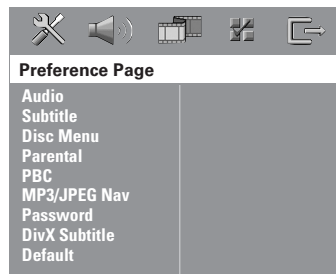 Preference Page
Audio
Subtitle
Disc Menu
Parental
PBC
MP3/JPEG Nav
Password
DivX Subtitle
Default